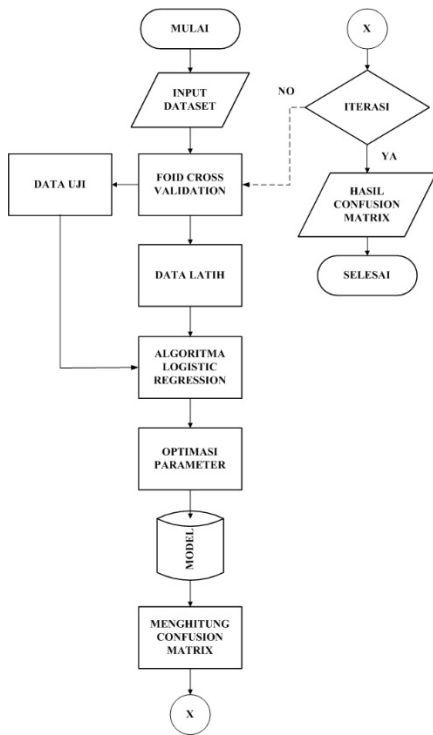 MULAI
INPUT
DATASET
FOID CROSS
VALIDATION
DATA UJI
DATA LATIH
ALGORITMA
LOGISTIC
REGRESSION
OPTIMASI
PARAMETER
MODEL
MENGHITUNG
CONFUSION
MATRIX
X
X
NO
ITERASI
YA
HASIL
CONFUSION
MATRIX
SELESAI